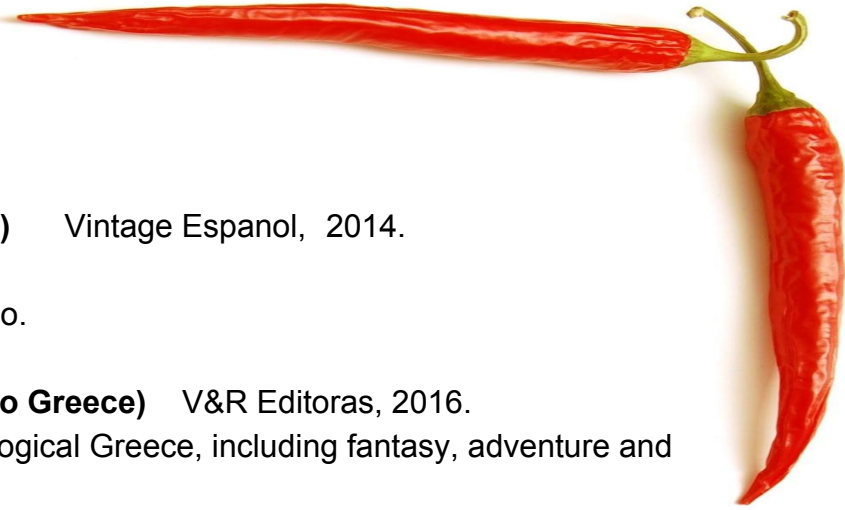 ) Vintage Espanol, 2014.
o.
o Greece) V&R Editoras, 2016.
ogical Greece, including fantasy, adventure and